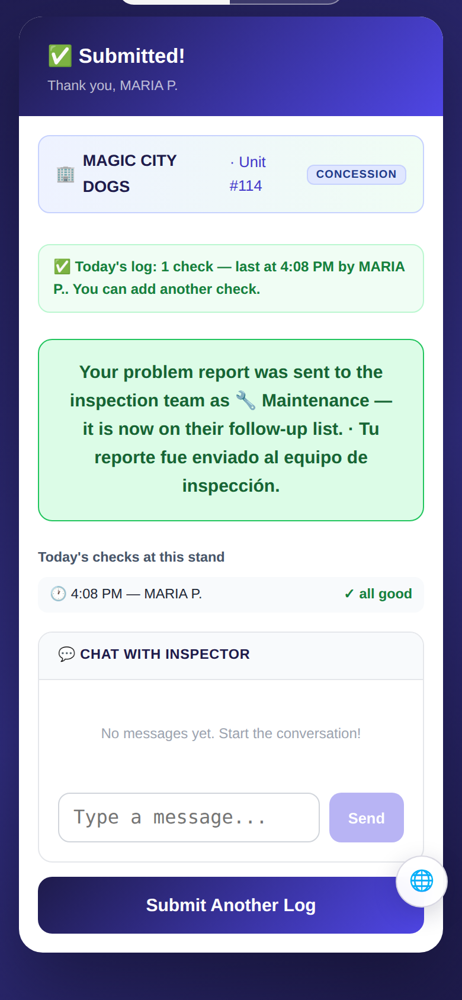 ✅ Submitted!
Thank you, MARIA P.
🏢 MAGIC CITY DOGS · Unit #114 CONCESSION
✅ Today's log: 1 check — last at 4:08 PM by MARIA
P.. You can add another check.
Your problem report was sent to the
inspection team as 🔧 Maintenance —
it is now on their follow-up list. · Tu
reporte fue enviado al equipo de
inspección.
Today's checks at this stand
🕐 4:08 PM — MARIA P. ✓ all good
💬 CHAT WITH INSPECTOR
No messages yet. Start the conversation!
Type a message...
Send
Submit Another Log